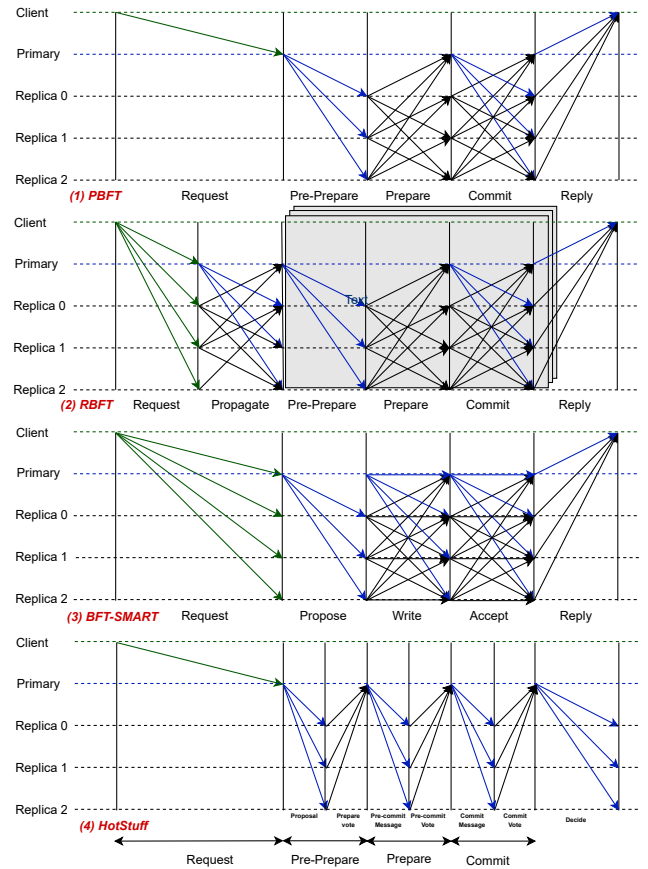 Client
Primary
Replica 0
Replica 1
Replica 2
(1) PBFT Request Pre-Prepare Prepare Commit Reply
Client
Primary
Replica 0 Text
Replica 1
Replica 2
(2) RBFT Request Propagate Pre-Prepare Prepare Commit Reply
Client
Primary
Replica 0
Replica 1
Replica 2
(3) BFT-SMART Request Propose Write Accept Reply
Client
Primary
Replica 0
Replica 1
Replica 2
(4) HotStuff
Proposal Prepare vote Pre-commit Message Pre-commit Vote Commit Message Commit Vote Decide
Request Pre-Prepare Prepare Commit